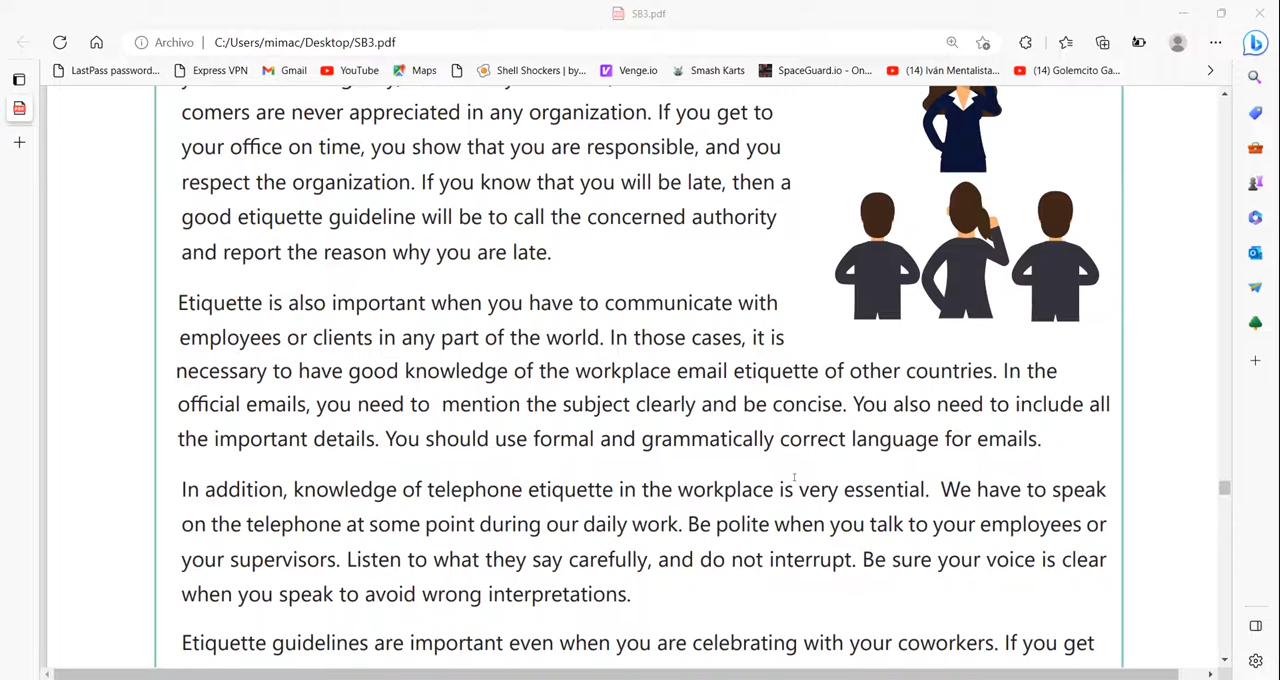 SB3.pdf
Archivo | C:/Users/mimac/Desktop/SB3.pdf
LastPass password... Express VPN Gmail YouTube Maps Shell Shockers | by... Venge.io Smash Karts SpaceGuard.io - On... (14) Iván Mentalista... (14) Golemcito Ga...
comers are never appreciated in any organization. If you get to
your office on time, you show that you are responsible, and you
respect the organization. If you know that you will be late, then a
good etiquette guideline will be to call the concerned authority
and report the reason why you are late.
Etiquette is also important when you have to communicate with
employees or clients in any part of the world. In those cases, it is
necessary to have good knowledge of the workplace email etiquette of other countries. In the
official emails, you need to mention the subject clearly and be concise. You also need to include all
the important details. You should use formal and grammatically correct language for emails.
In addition, knowledge of telephone etiquette in the workplace is very essential. We have to speak
on the telephone at some point during our daily work. Be polite when you talk to your employees or
your supervisors. Listen to what they say carefully, and do not interrupt. Be sure your voice is clear
when you speak to avoid wrong interpretations.
Etiquette guidelines are important even when you are celebrating with your coworkers. If you get